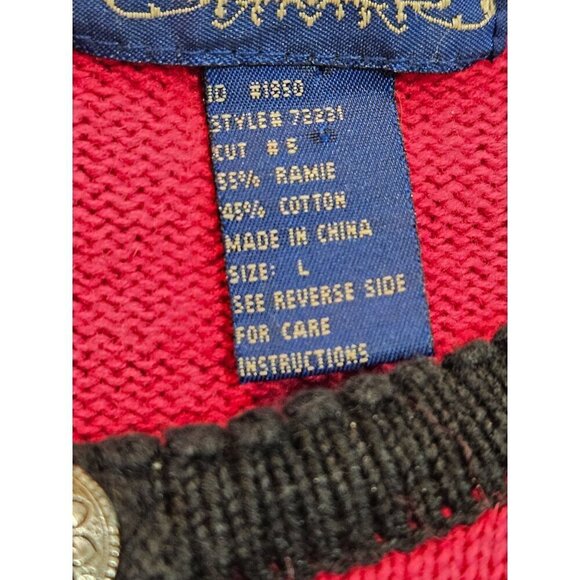 ID #1850
STYLE# 72231
CUT # 5
55% RAMIE
45% COTTON
MADE IN CHINA
SIZE: L
SEE REVERSE SIDE
FOR CARE
INSTRUCTIONS